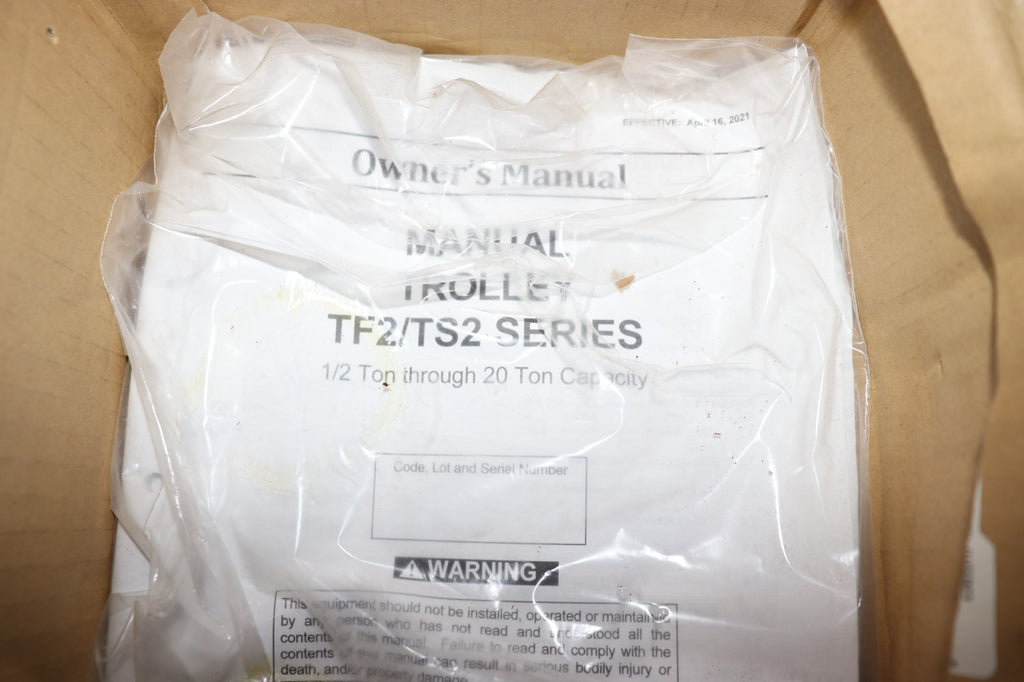 EFFECTIVE: April 16, 2021
Owner's Manual
MANUAL
TROLLEY
TF2/TS2 SERIES
1/2 Ton through 20 Ton Capacity
Code, Lot and Serial Number
WARNING
This equipment should not be installed, operated or maintained
by any person who has not read and understood all the
contents of this manual. Failure to read and comply with the
contents of this manual can result in serious bodily injury or
death, and/or property damage.